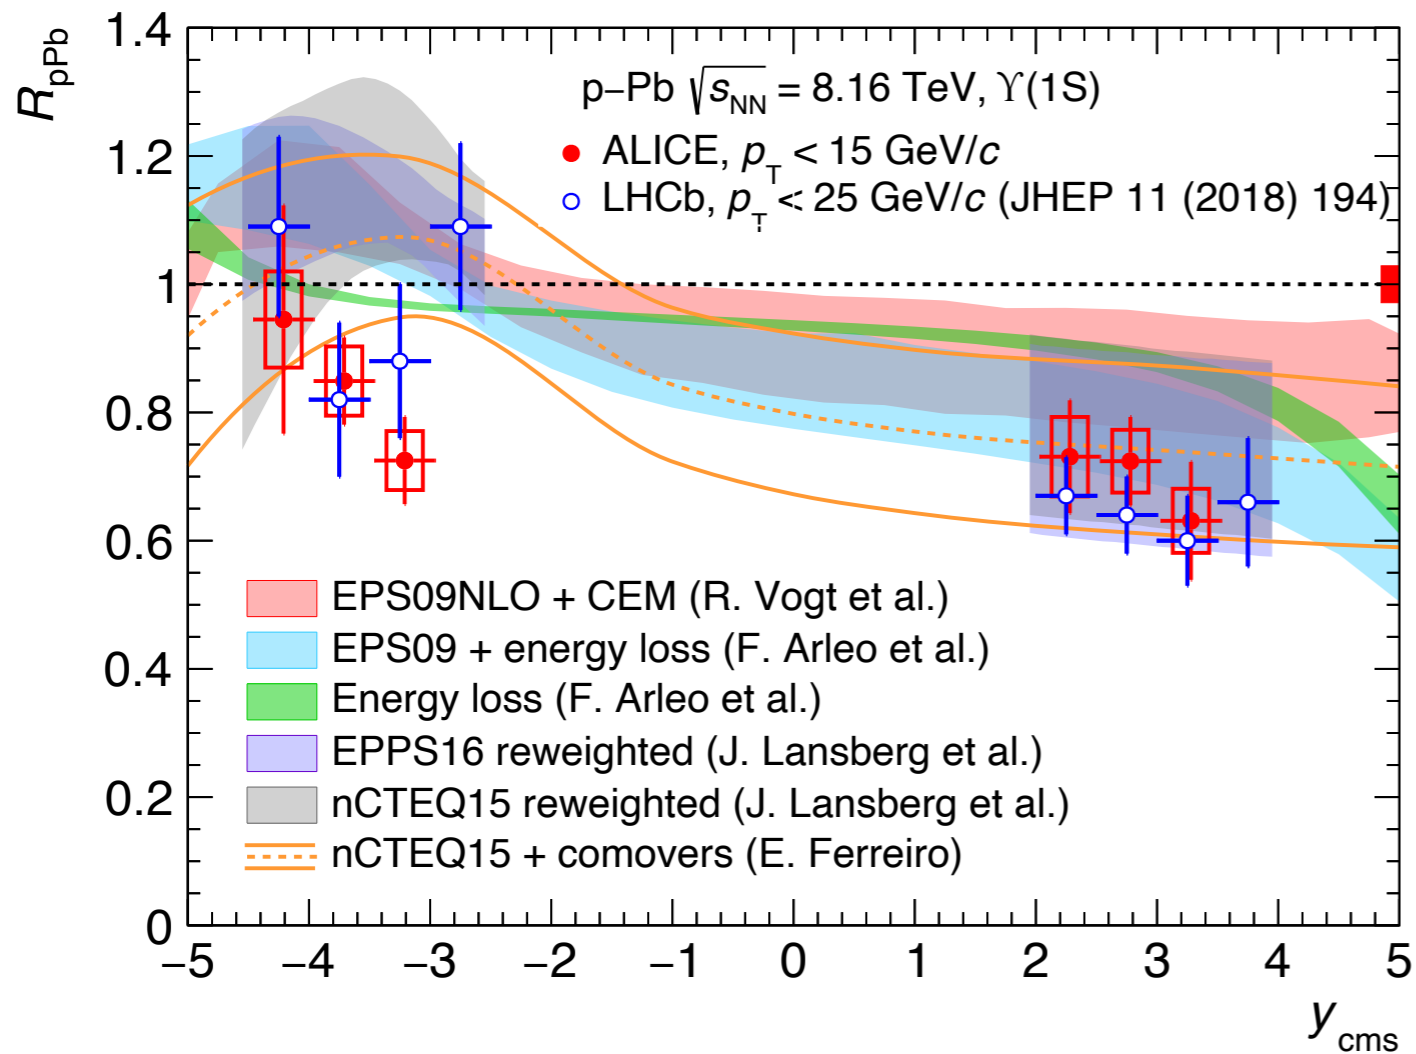 R_pPb
1.4
1.2
1
0.8
0.6
0.4
0.2
0
p−Pb √s_NN = 8.16 TeV, ϒ(1S)
ALICE, p_T < 15 GeV/c
LHCb, p_T < 25 GeV/c (JHEP 11 (2018) 194)
EPS09NLO + CEM (R. Vogt et al.)
EPS09 + energy loss (F. Arleo et al.)
Energy loss (F. Arleo et al.)
EPPS16 reweighted (J. Lansberg et al.)
nCTEQ15 reweighted (J. Lansberg et al.)
nCTEQ15 + comovers (E. Ferreiro)
−5 −4 −3 −2 −1 0 1 2 3 4 5
y_cms